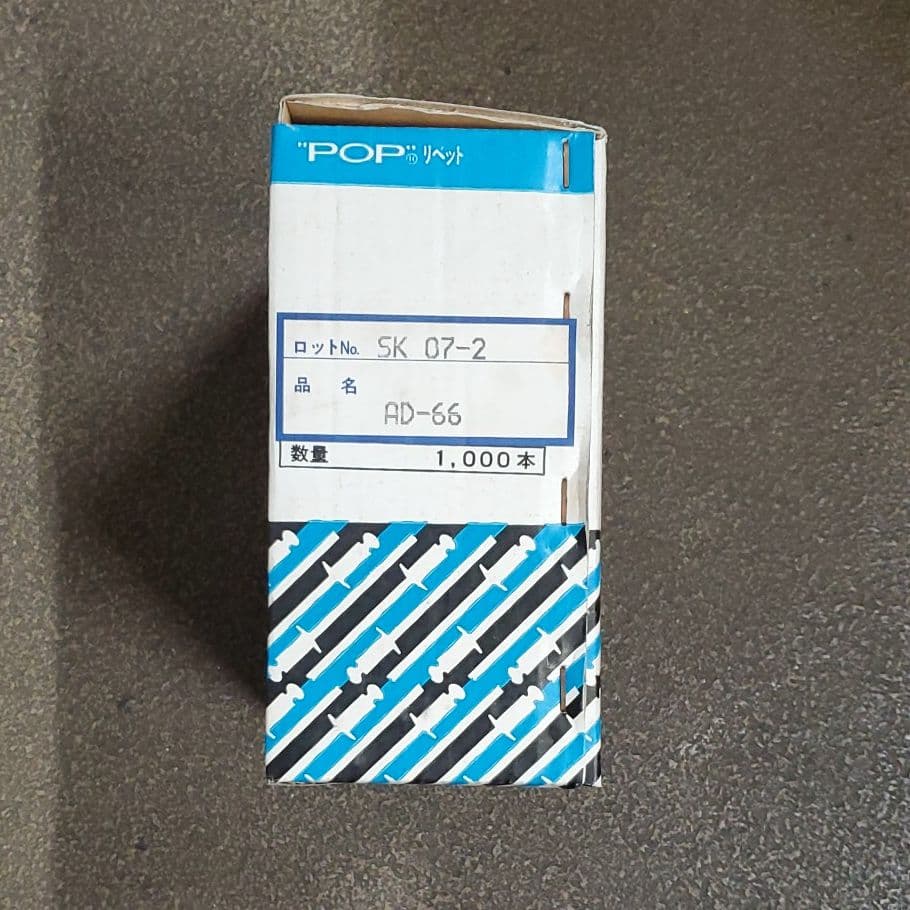 "POP"® リベット
ロットNo. SK 07-2
品 名
AD-66
数量 1,000本